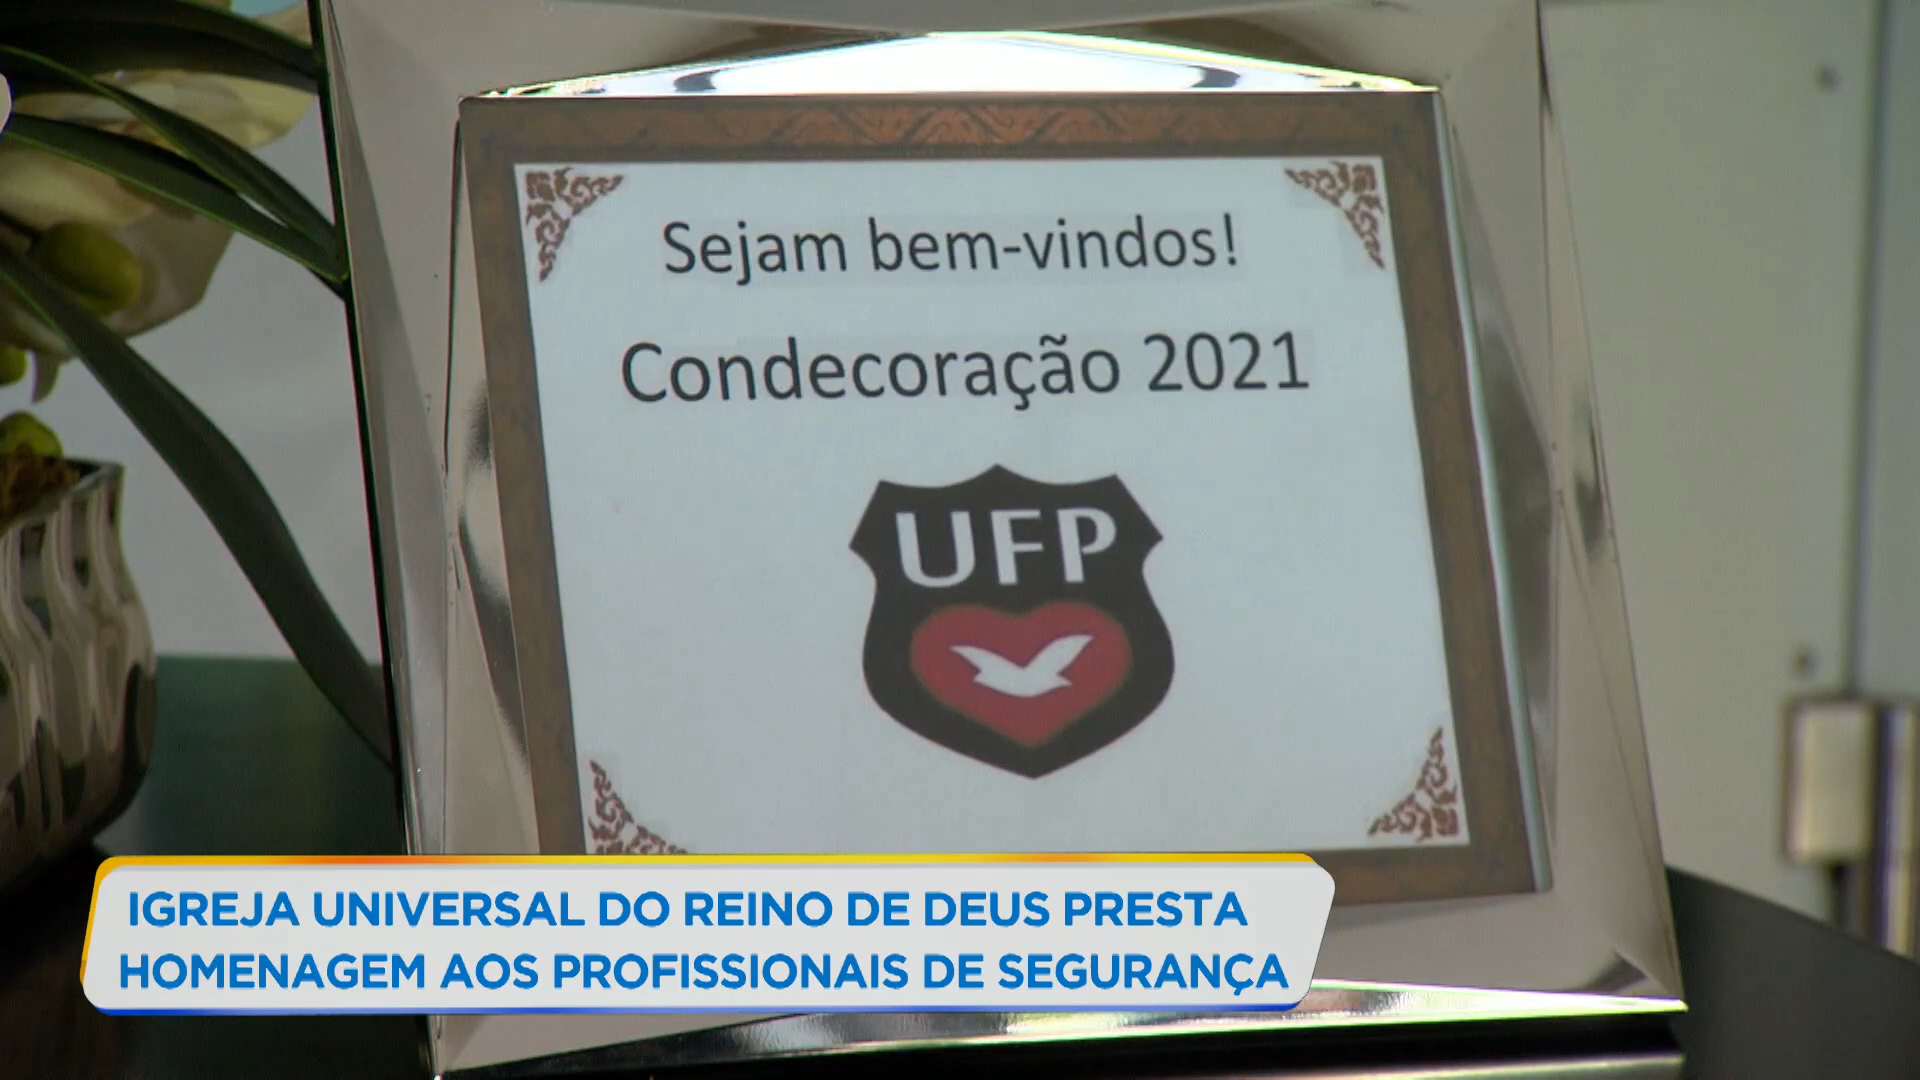 Sejam bem-vindos!
Condecoração 2021
UFP
IGREJA UNIVERSAL DO REINO DE DEUS PRESTA
HOMENAGEM AOS PROFISSIONAIS DE SEGURANÇA